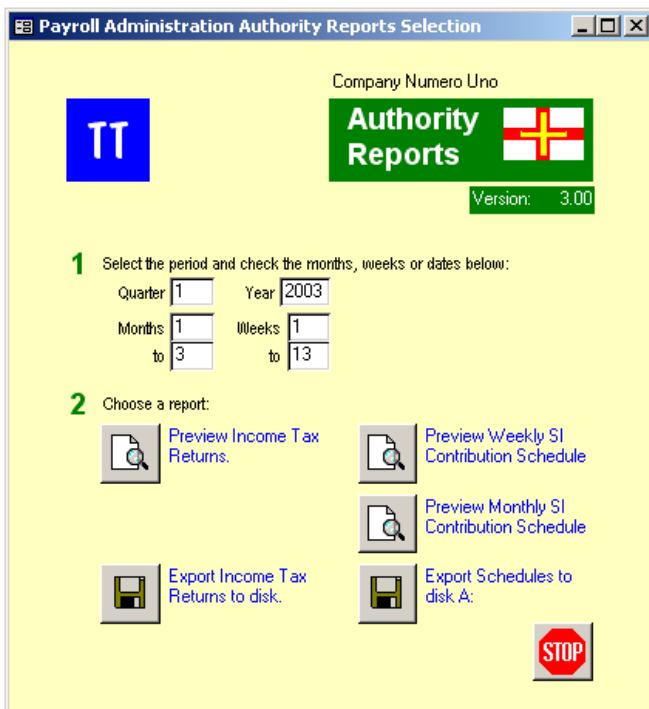 Payroll Administration Authority Reports Selection
Company Numero Uno
TT
Authority
Reports
Version: 3.00
1 Select the period and check the months, weeks or dates below:
Quarter 1 Year 2003
Months 1 Weeks 1
to 3 to 13
2 Choose a report:
Preview Income Tax
Returns.
Preview Weekly SI
Contribution Schedule
Preview Monthly SI
Contribution Schedule
Export Income Tax
Returns to disk.
Export Schedules to
disk A:
STOP